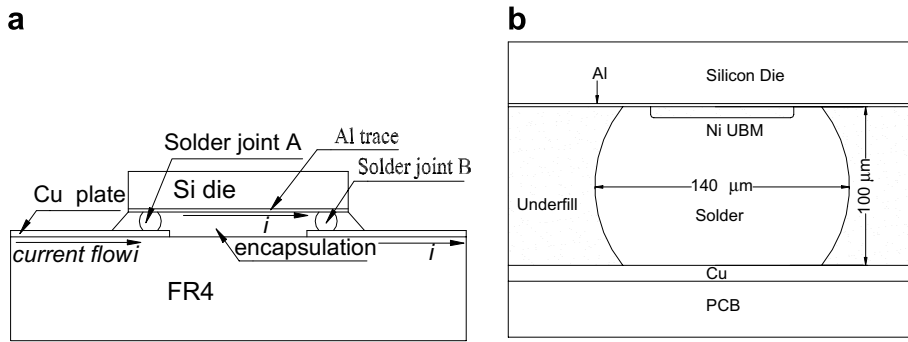 a
Solder joint A
Al trace
Solder joint B
Si die
Cu plate
i
encapsulation
current flowi
i
FR4
b
Al
Silicon Die
Ni UBM
140 μm
100 μm
Underfill
Solder
Cu
PCB